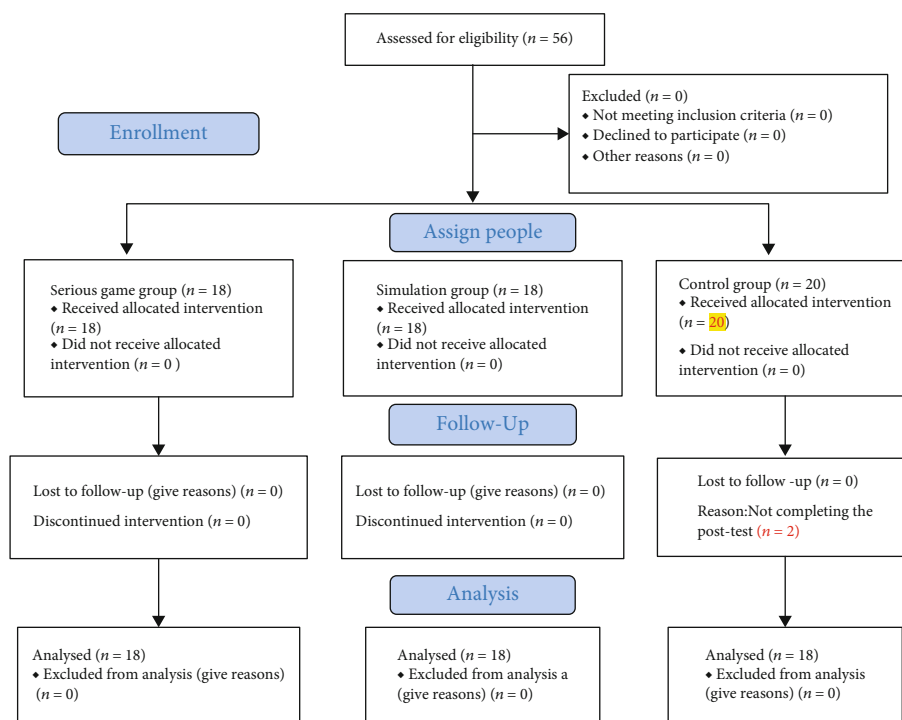 Assessed for eligibility (n = 56)
Excluded (n = 0)
◆ Not meeting inclusion criteria (n = 0)
◆ Declined to participate (n = 0)
◆ Other reasons (n = 0)
Enrollment
Assign people
Serious game group (n = 18)
◆ Received allocated intervention
(n = 18)
◆ Did not receive allocated
intervention (n = 0 )
Simulation group (n = 18)
◆ Received allocated intervention
(n = 18)
◆ Did not receive allocated
intervention (n = 0)
Control group (n = 20)
◆ Received allocated intervention
(n = 20)
◆ Did not receive allocated
intervention (n = 0)
Follow-Up
Lost to follow-up (give reasons) (n = 0)
Discontinued intervention (n = 0)
Lost to follow-up (give reasons) (n = 0)
Discontinued intervention (n = 0)
Lost to follow -up (n = 0)
Reason:Not completing the
post-test (n = 2)
Analysis
Analysed (n = 18)
◆ Excluded from analysis (give reasons)
(n = 0)
Analysed (n = 18)
◆ Excluded from analysis a
(give reasons) (n = 0)
Analysed (n = 18)
◆ Excluded from analysis
(give reasons) (n = 0)